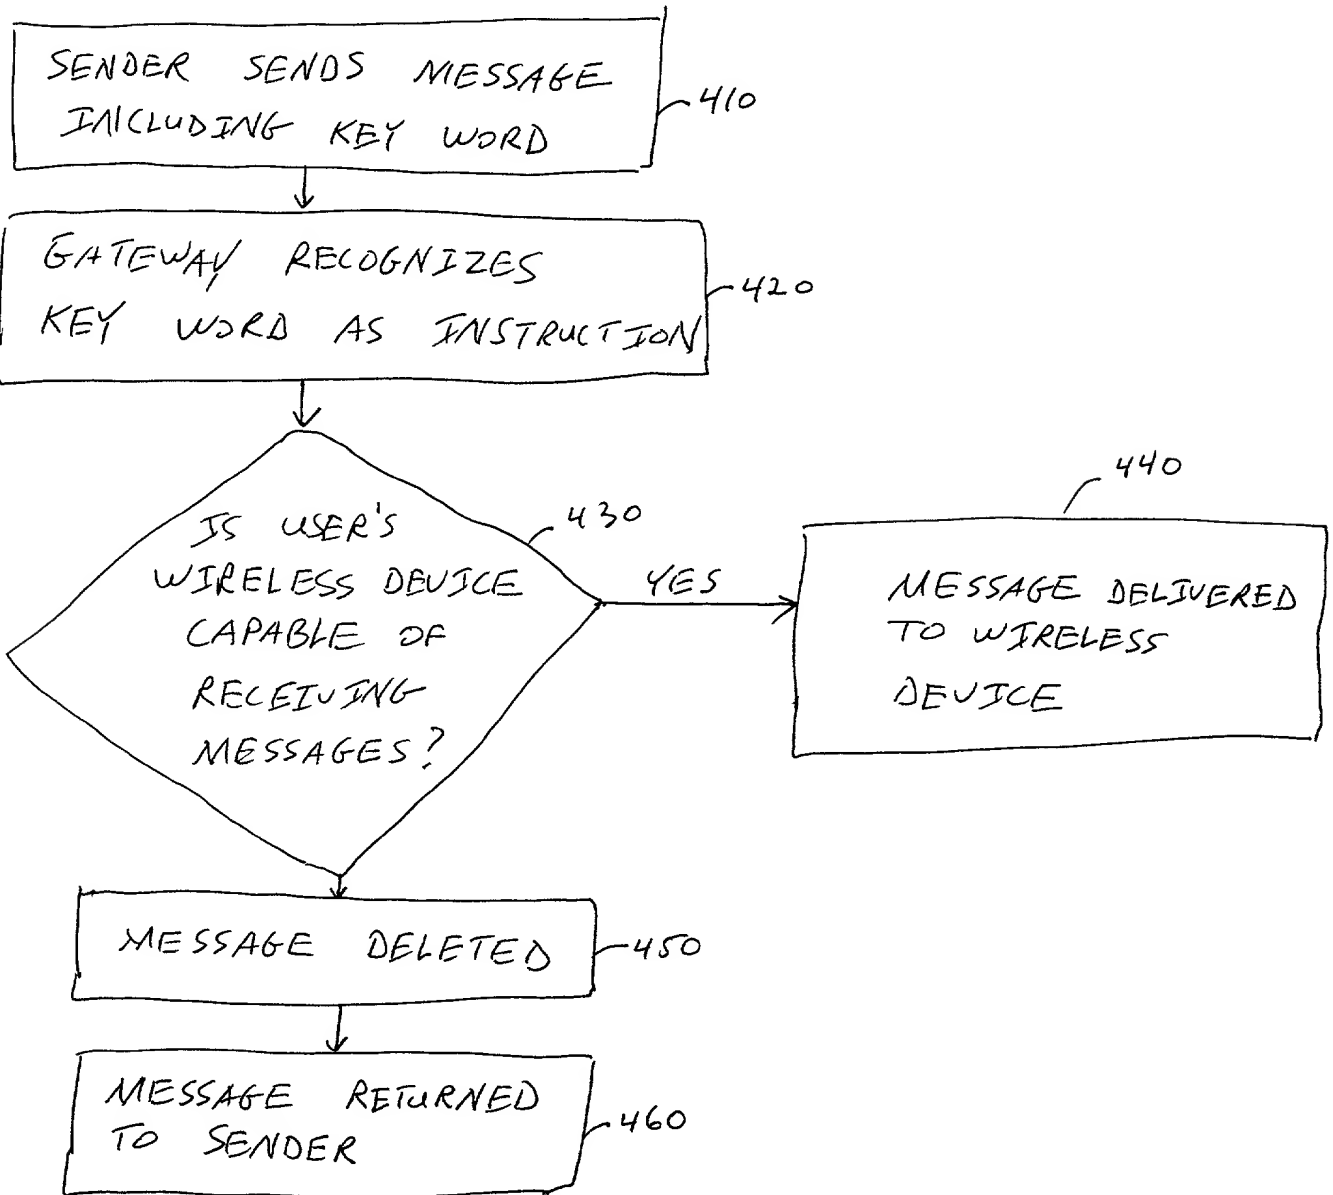 SENDER SENDS MESSAGE
INCLUDING KEY WORD
410
GATEWAY RECOGNIZES
KEY WORD AS INSTRUCTION
420
IS USER'S
WIRELESS DEVICE
CAPABLE OF
RECEIVING
MESSAGES?
430
YES
440
MESSAGE DELIVERED
TO WIRELESS
DEVICE
MESSAGE DELETED
450
MESSAGE RETURNED
TO SENDER
460